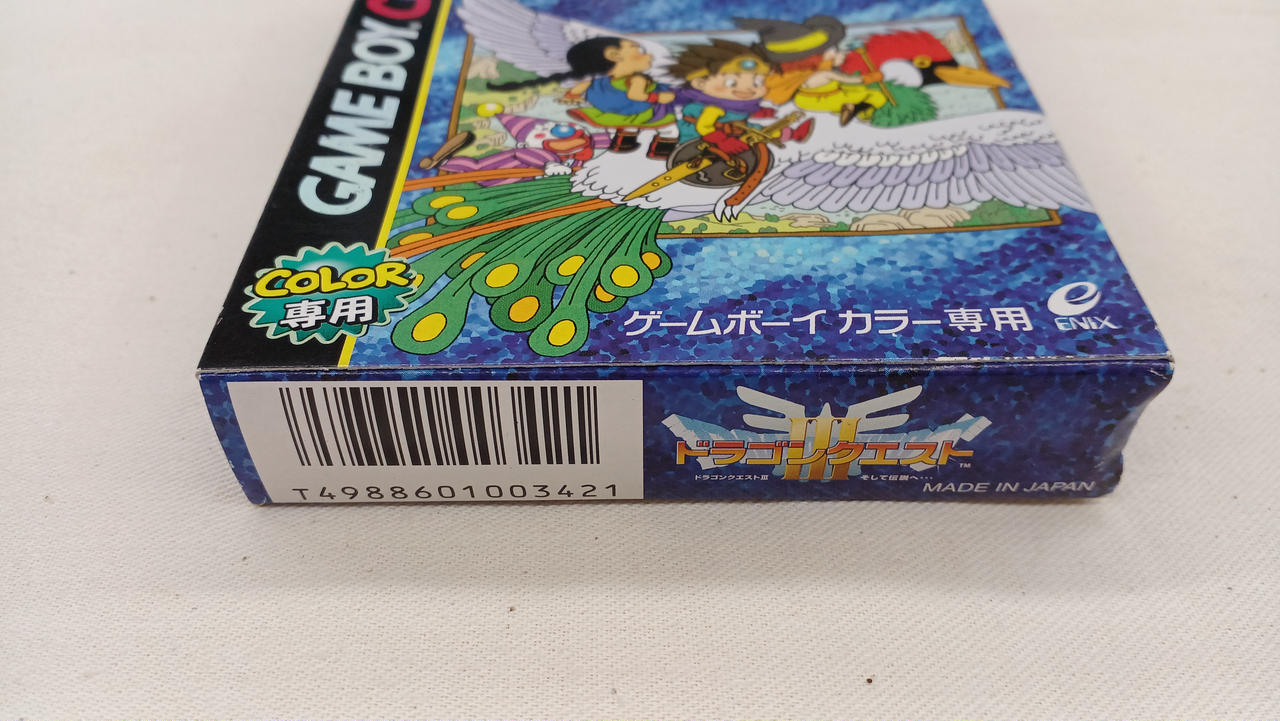 GAME BOY C
COLOR
専用
ゲームボーイ カラー専用
ENIX
T4988601003421
ドラゴンクエスト
III
TM
ドラゴンクエストIII そして伝説へ…
MADE IN JAPAN